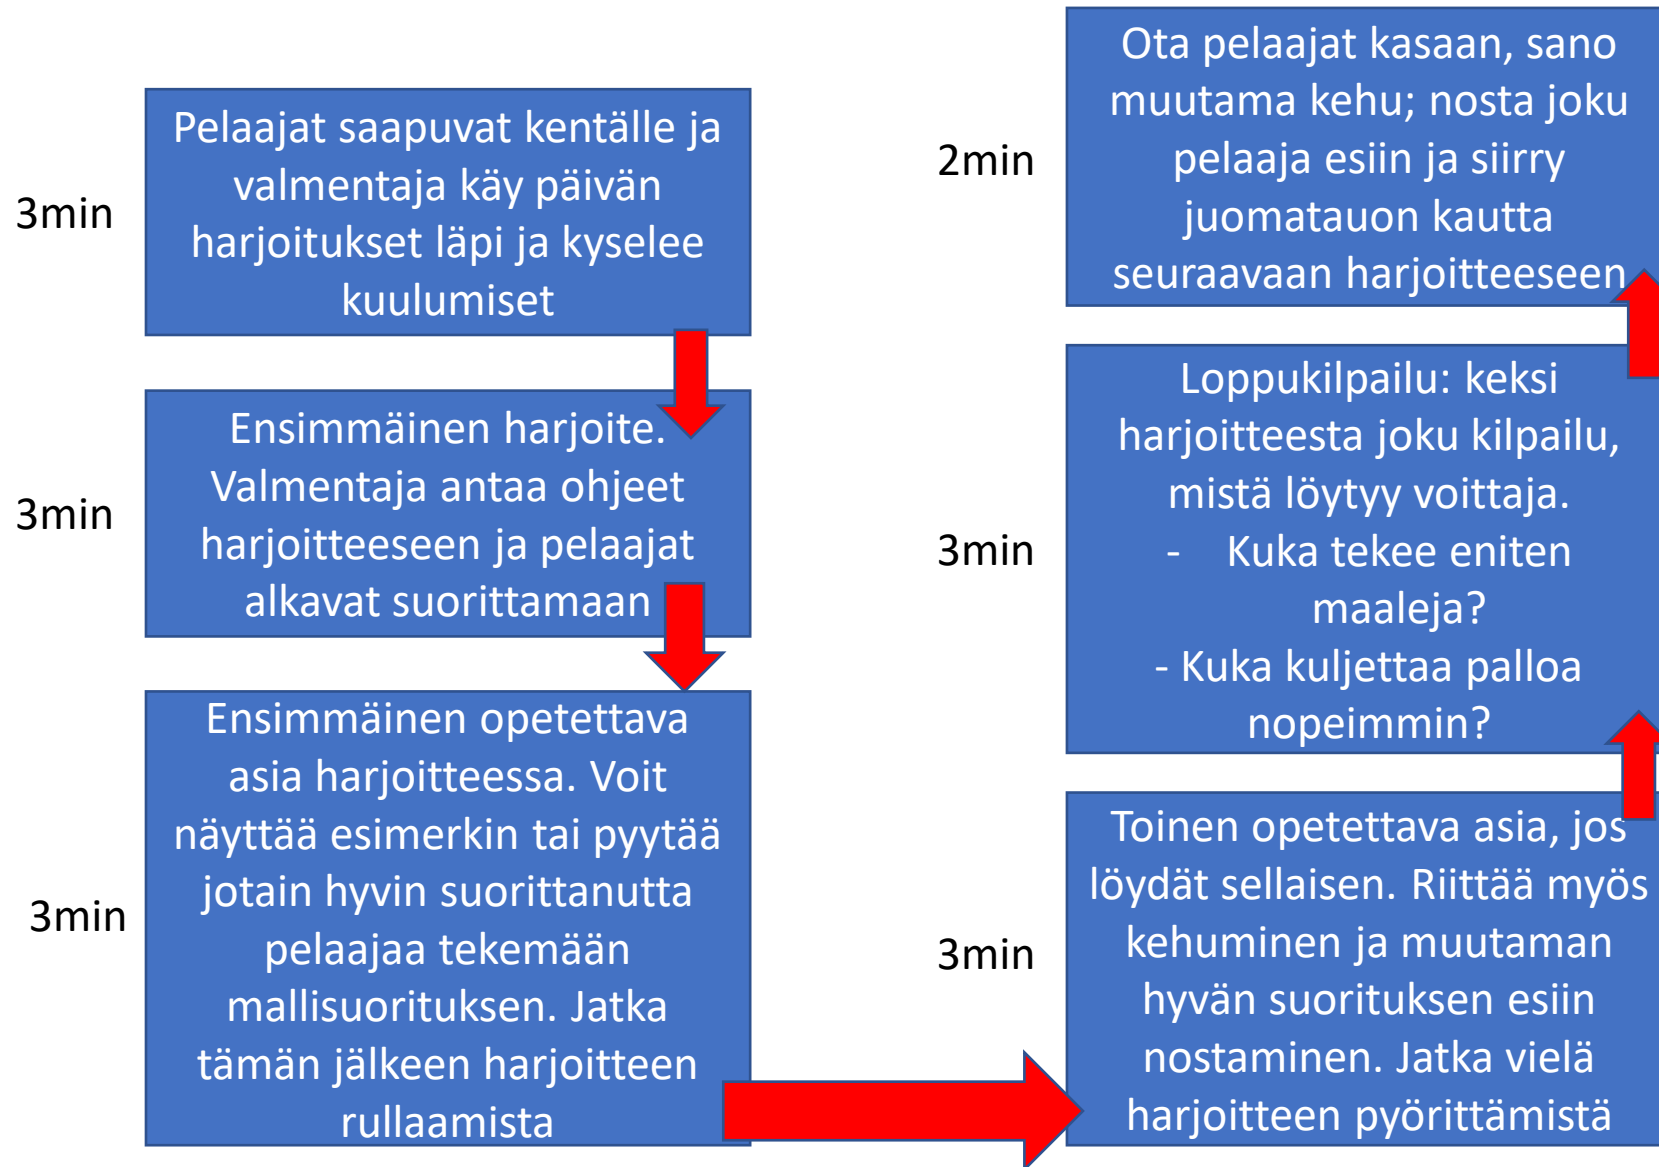 3min
Pelaajat saapuvat kentälle ja
valmentaja käy päivän
harjoitukset läpi ja kyselee
kuulumiset
3min
Ensimmäinen harjoite.
Valmentaja antaa ohjeet
harjoitteeseen ja pelaajat
alkavat suorittamaan
3min
Ensimmäinen opetettava
asia harjoitteessa. Voit
näyttää esimerkin tai pyytää
jotain hyvin suorittanutta
pelaajaa tekemään
mallisuorituksen. Jatka
tämän jälkeen harjoitteen
rullaamista
3min
Toinen opetettava asia, jos
löydät sellaisen. Riittää myös
kehuminen ja muutaman
hyvän suorituksen esiin
nostaminen. Jatka vielä
harjoitteen pyörittämistä
3min
Loppukilpailu: keksi
harjoitteesta joku kilpailu,
mistä löytyy voittaja.
- Kuka tekee eniten
maaleja?
- Kuka kuljettaa palloa
nopeimmin?
2min
Ota pelaajat kasaan, sano
muutama kehu; nosta joku
pelaaja esiin ja siirry
juomatauon kautta
seuraavaan harjoitteeseen